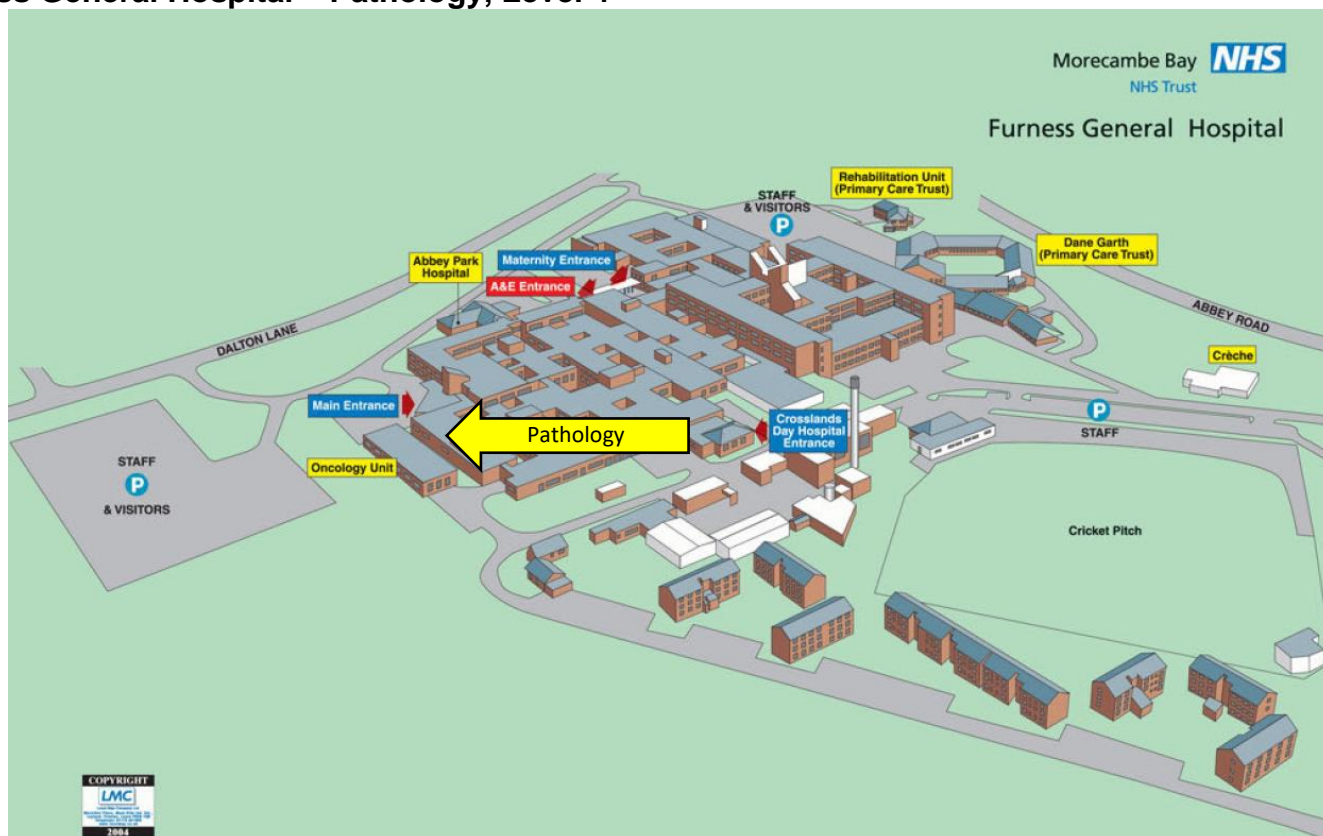 ss General Hospital – Pathology, Level
Morecambe Bay NHS
NHS Trust
Furness General Hospital
Rehabilitation Unit
(Primary Care Trust)
STAFF
& VISITORS
P
Dane Garth
(Primary Care Trust)
Abbey Park
Hospital
Maternity Entrance
A&E Entrance
DALTON LANE
ABBEY ROAD
Crèche
Main Entrance
Pathology
Crosslands
Day Hospital
Entrance
P
STAFF
Oncology Unit
STAFF
P
& VISITORS
Cricket Pitch
COPYRIGHT
LMC
2004